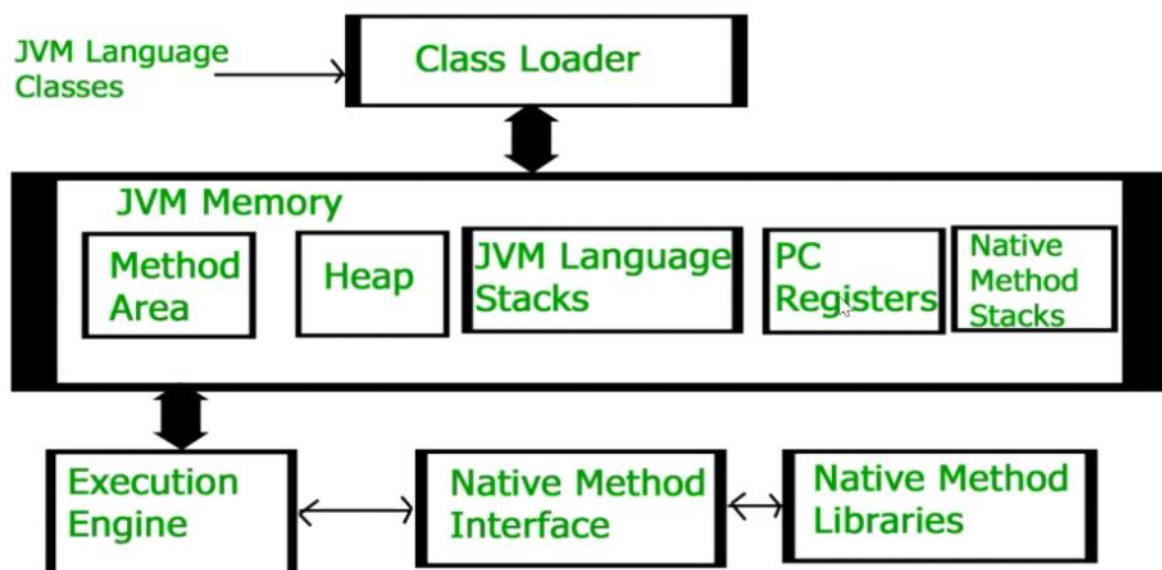 JVM Language
Classes
Class Loader
JVM Memory
Method
Area
Heap
JVM Language
Stacks
PC
Registers
Native
Method
Stacks
Execution
Engine
Native Method
Interface
Native Method
Libraries